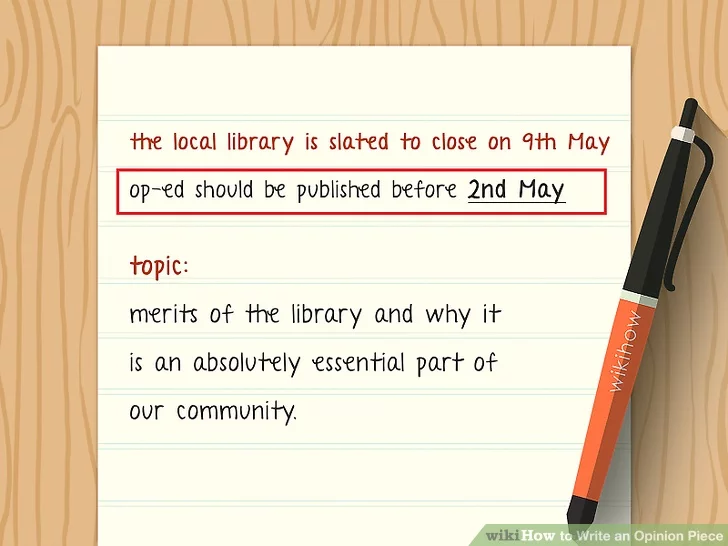 the local library is slated to close on 9th May
op-ed should be published before 2nd May
topic:
merits of the library and why it
is an absolutely essential part of
our community.
wikihow
wikiHow to Write an Opinion Piece